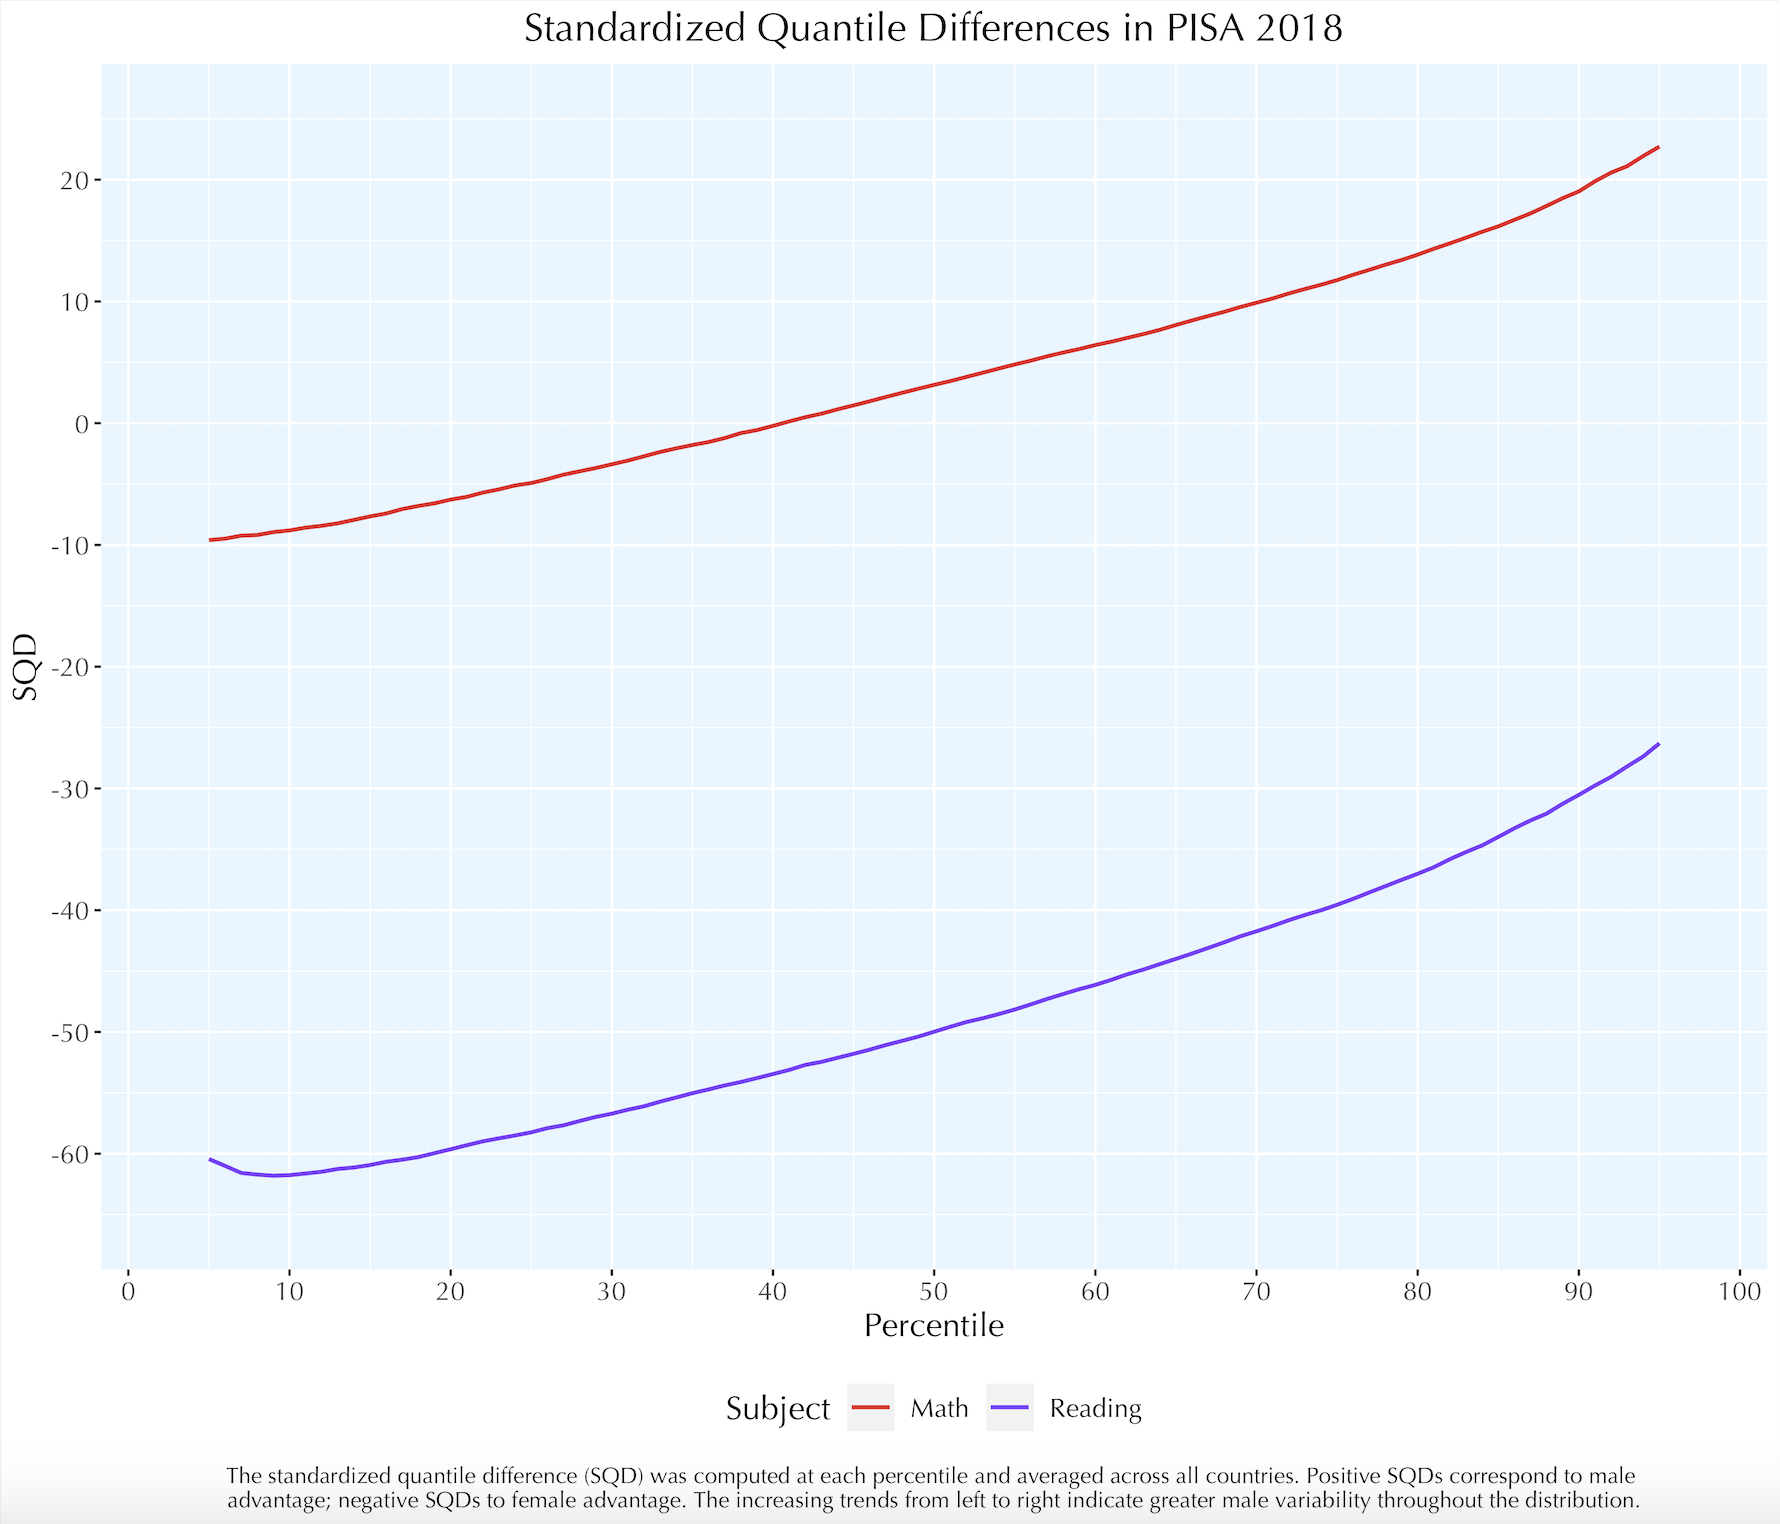 Standardized Quantile Differences in PISA 2018
SQD
20
10
0
-10
-20
-30
-40
-50
-60
0 10 20 30 40 50 60 70 80 90 100
Percentile
Subject Math Reading
The standardized quantile difference (SQD) was computed at each percentile and averaged across all countries. Positive SQDs correspond to male
advantage; negative SQDs to female advantage. The increasing trends from left to right indicate greater male variability throughout the distribution.